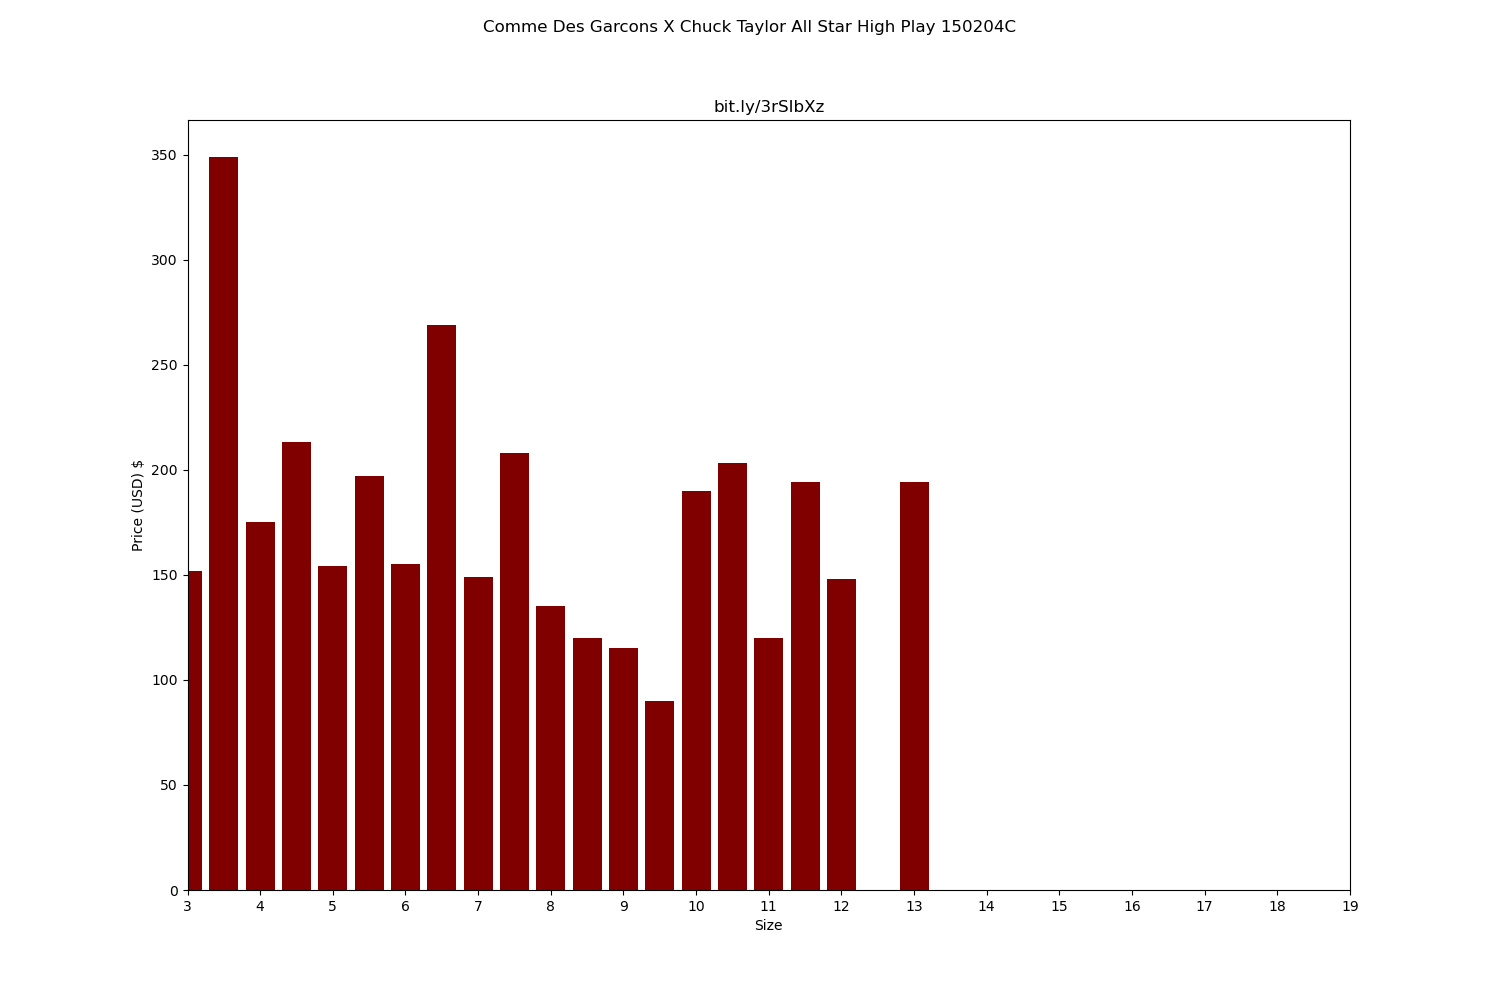 Comme Des Garcons X Chuck Taylor All Star High Play 150204C
bit.ly/3rSIbXz
350
300
250
200
150
100
50
0
Price (USD) $
3 4 5 6 7 8 9 10 11 12 13 14 15 16 17 18 19
Size